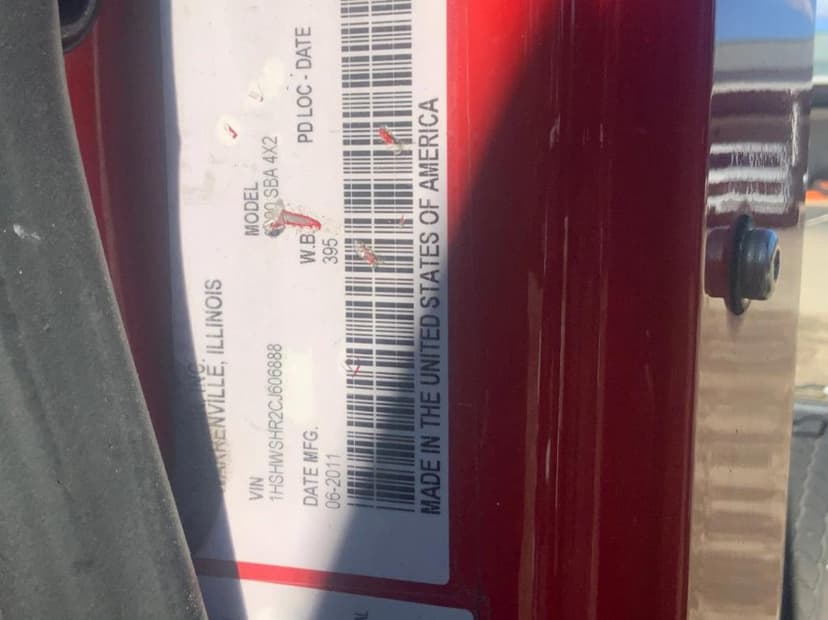 WARRENVILLE, ILLINOIS
VIN
1HSHWSHR2CJ606888
MODEL
SBA 4X2
DATE MFG.
06-2011
W.B.
395
PD LOC - DATE
MADE IN THE UNITED STATES OF AMERICA